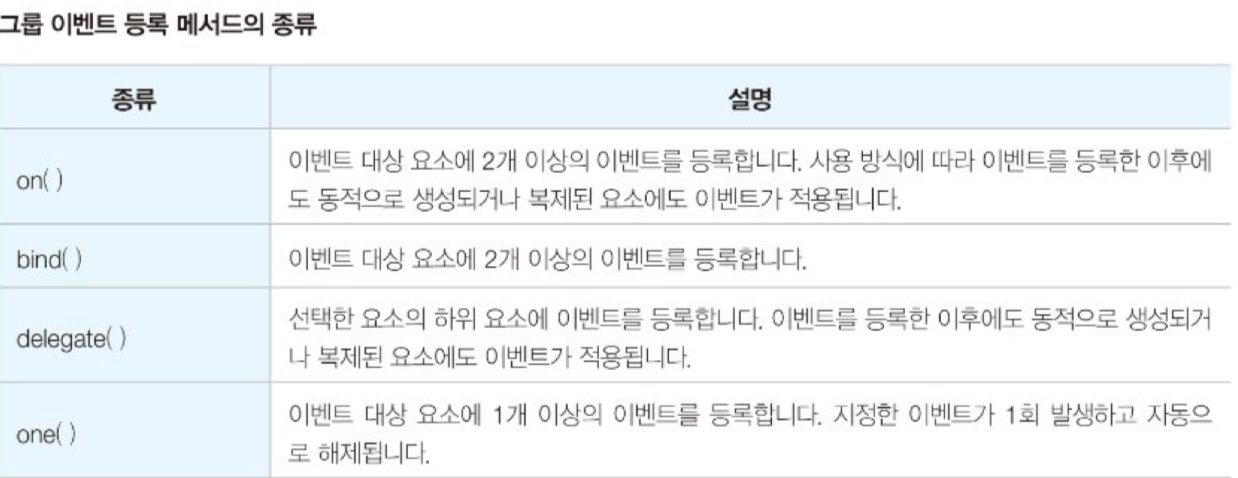 그룹 이벤트 등록 메서드의 종류
종류
설명
on( )
이벤트 대상 요소에 2개 이상의 이벤트를 등록합니다. 사용 방식에 따라 이벤트를 등록한 이후에
도 동적으로 생성되거나 복제된 요소에도 이벤트가 적용됩니다.
bind( )
이벤트 대상 요소에 2개 이상의 이벤트를 등록합니다.
delegate( )
선택한 요소의 하위 요소에 이벤트를 등록합니다. 이벤트를 등록한 이후에도 동적으로 생성되거
나 복제된 요소에도 이벤트가 적용됩니다.
one( )
이벤트 대상 요소에 1개 이상의 이벤트를 등록합니다. 지정한 이벤트가 1회 발생하고 자동으
로 해제됩니다.